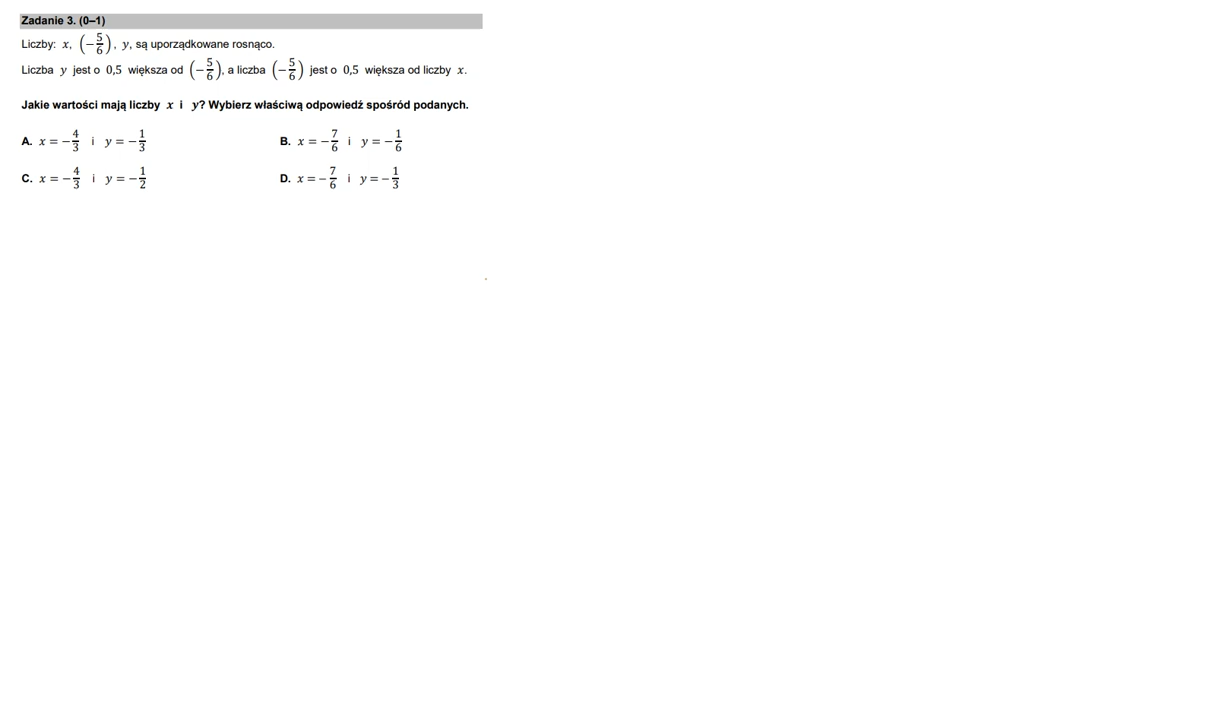 Zadanie 3. (0–1)
Liczby: x, (−5/6), y, są uporządkowane rosnąco.
Liczba y jest o 0,5 większa od (−5/6), a liczba (−5/6) jest o 0,5 większa od liczby x.
Jakie wartości mają liczby x i y? Wybierz właściwą odpowiedź spośród podanych.
A. x = −4/3 i y = −1/3 B. x = −7/6 i y = −1/6
C. x = −4/3 i y = −1/2 D. x = −7/6 i y = −1/3